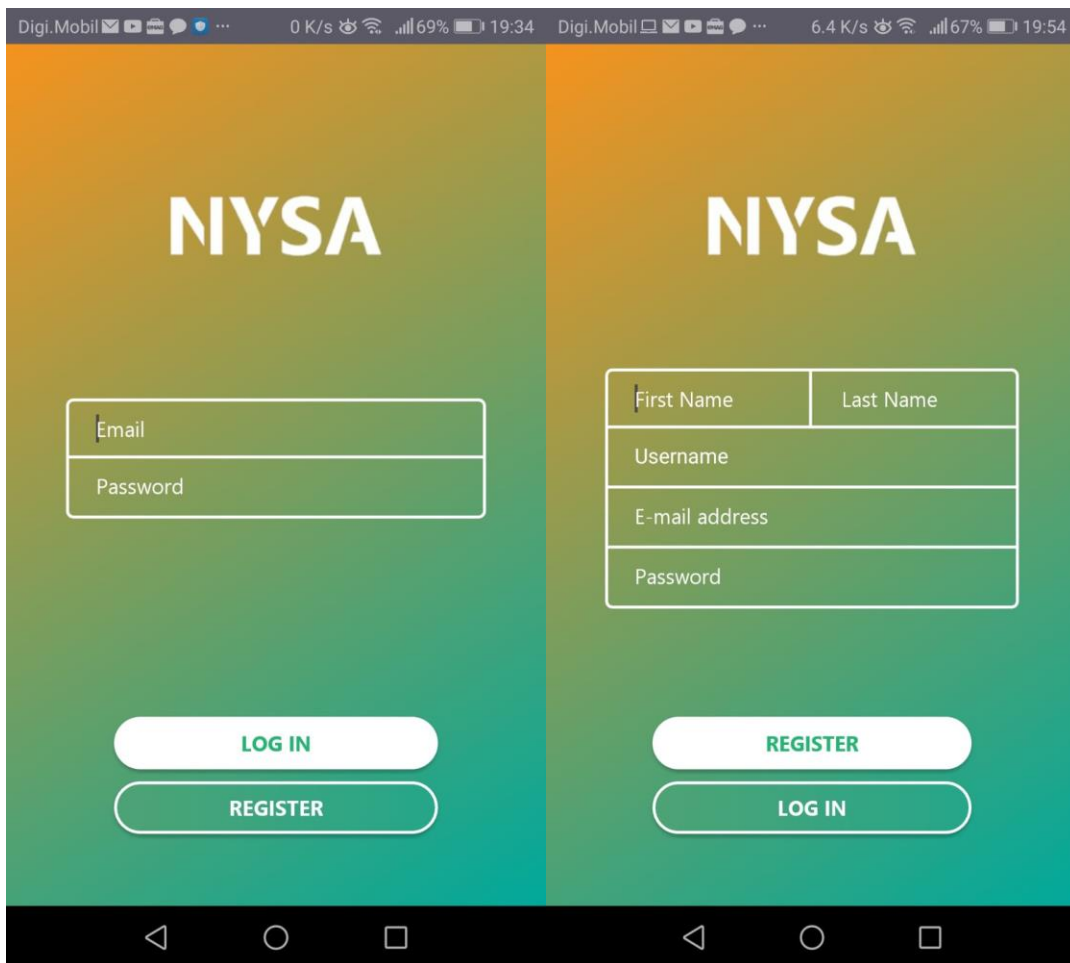 Digi.Mobil ... 0 K/s 69% 19:34
NYSA
Email
Password
LOG IN
REGISTER
Digi.Mobil ... 6.4 K/s 67% 19:54
NYSA
First Name Last Name
Username
E-mail address
Password
REGISTER
LOG IN